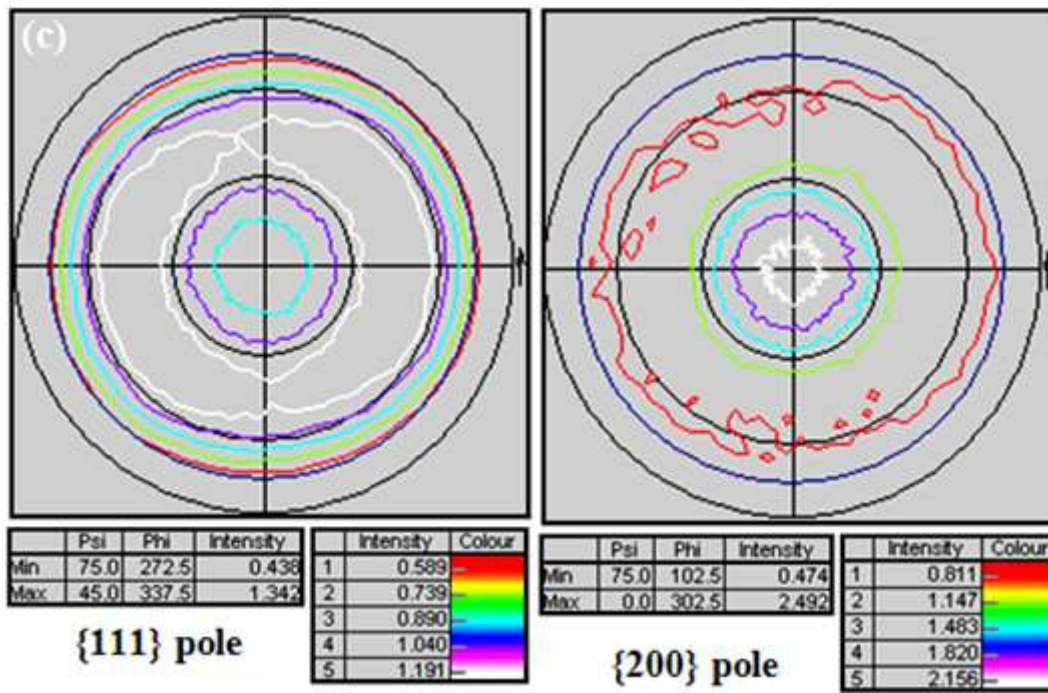 (c)
Psi Phi Intensity
Min 75.0 272.5 0.438
Max 45.0 337.5 1.342
Intensity Colour
1 0.589
2 0.739
3 0.890
4 1.040
5 1.191
{111} pole
Psi Phi Intensity
Min 75.0 102.5 0.474
Max 0.0 302.5 2.492
Intensity Colour
1 0.811
2 1.147
3 1.483
4 1.820
5 2.156
{200} pole